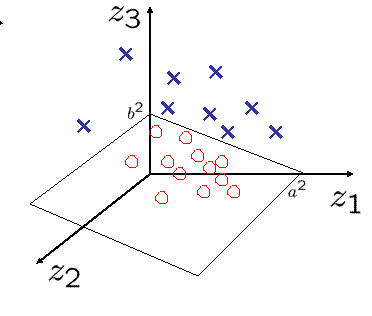 z₃
b²
a²
z₁
z₂